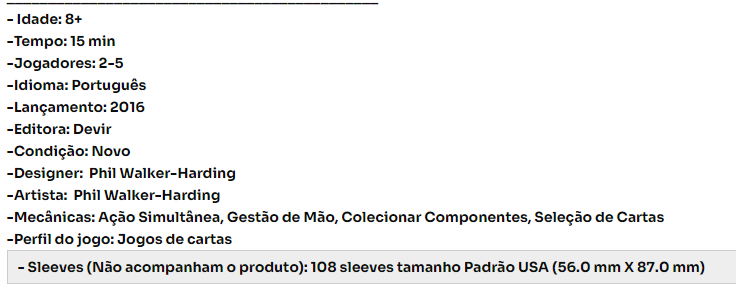 - Idade: 8+
-Tempo: 15 min
-Jogadores: 2-5
-Idioma: Português
-Lançamento: 2016
-Editora: Devir
-Condição: Novo
-Designer:  Phil Walker-Harding
-Artista:  Phil Walker-Harding
-Mecânicas: Ação Simultânea, Gestão de Mão, Colecionar Componentes, Seleção de Cartas
-Perfil do jogo: Jogos de cartas
- Sleeves (Não acompanham o produto): 108 sleeves tamanho Padrão USA (56.0 mm X 87.0 mm)